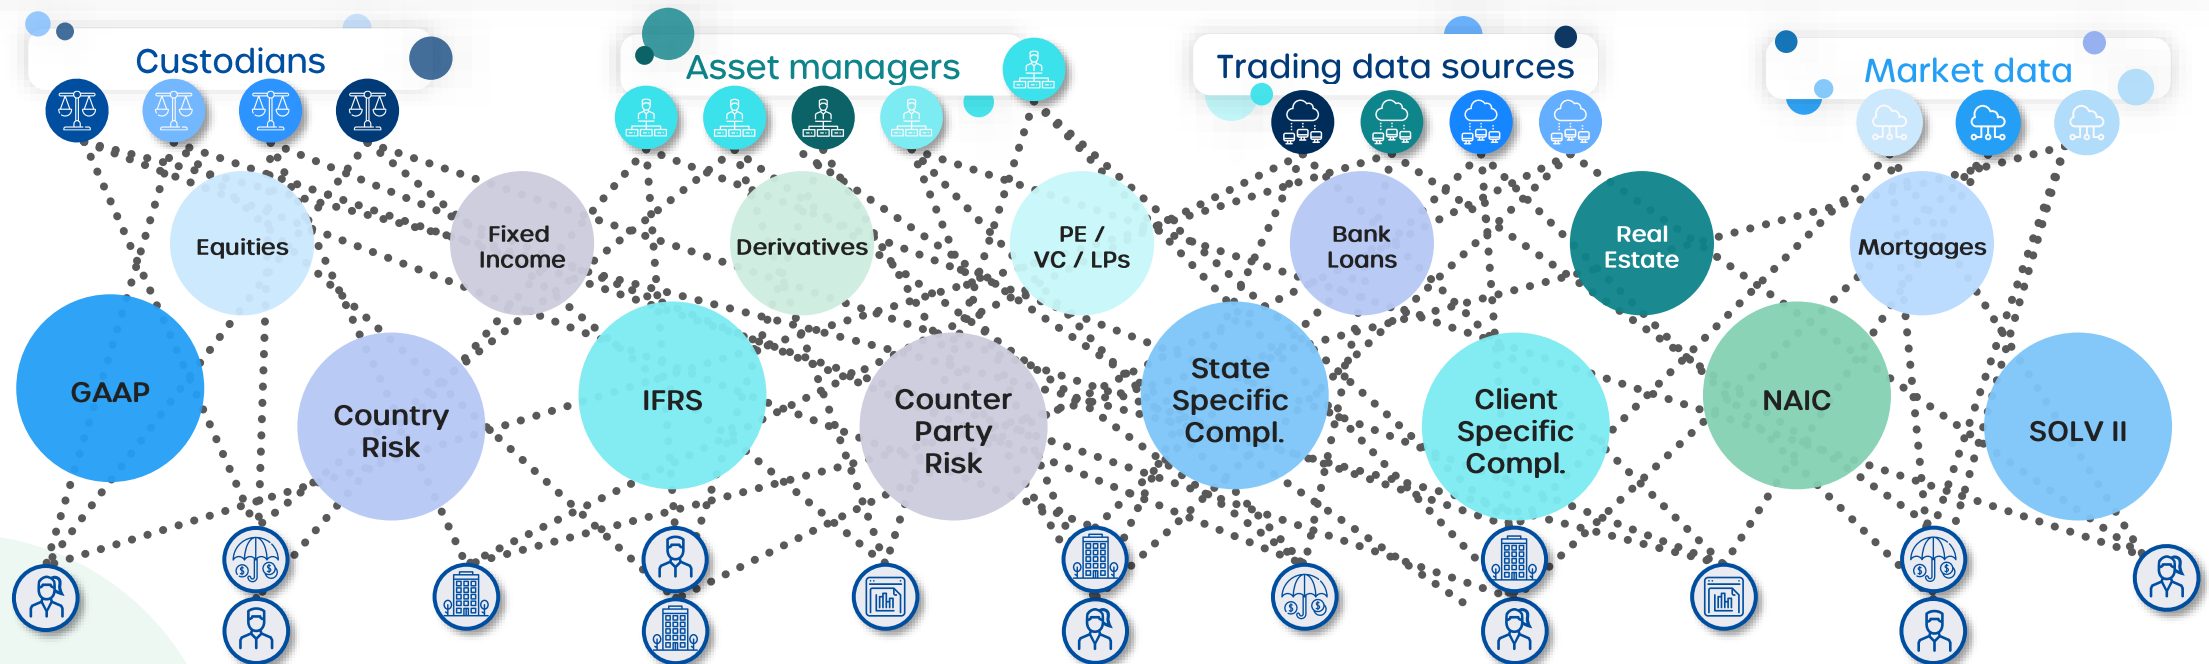 Custodians
Asset managers
Trading data sources
Market data
Equities
Fixed
Income
Derivatives
PE /
VC / LPs
Bank
Loans
Real
Estate
Mortgages
GAAP
Country
Risk
IFRS
Counter
Party
Risk
State
Specific
Compl.
Client
Specific
Compl.
NAIC
SOLV II